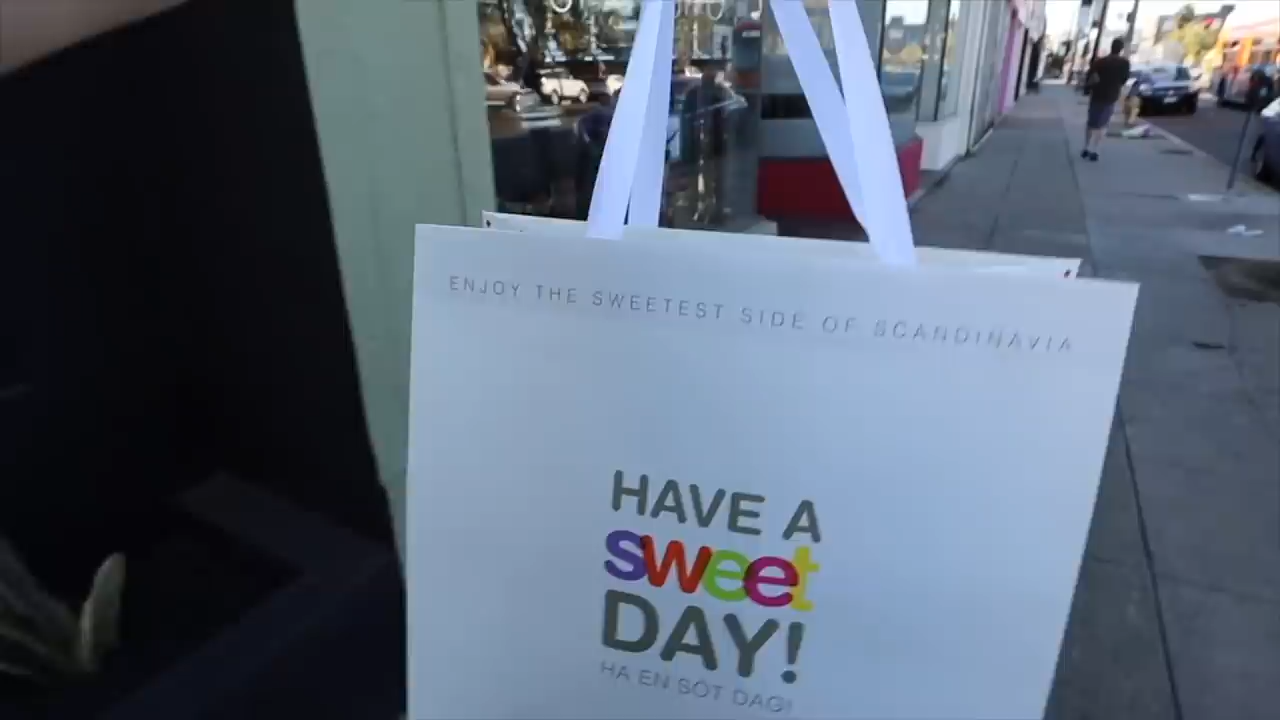 ENJOY THE SWEETEST SIDE OF SCANDINAVIA
HAVE A
sweet
DAY!
HA EN SÖT DAG!